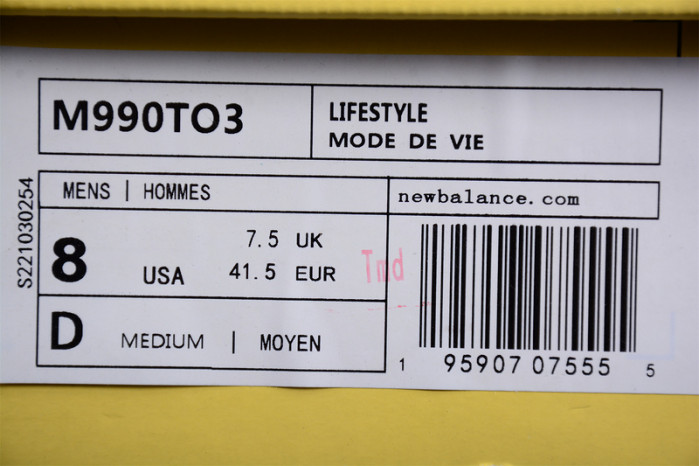 M990TO3
LIFESTYLE
MODE DE VIE
S221030254
MENS | HOMMES
newbalance.com
8 USA
7.5 UK
41.5 EUR
Tmd
D MEDIUM | MOYEN
1 95907 07555 5